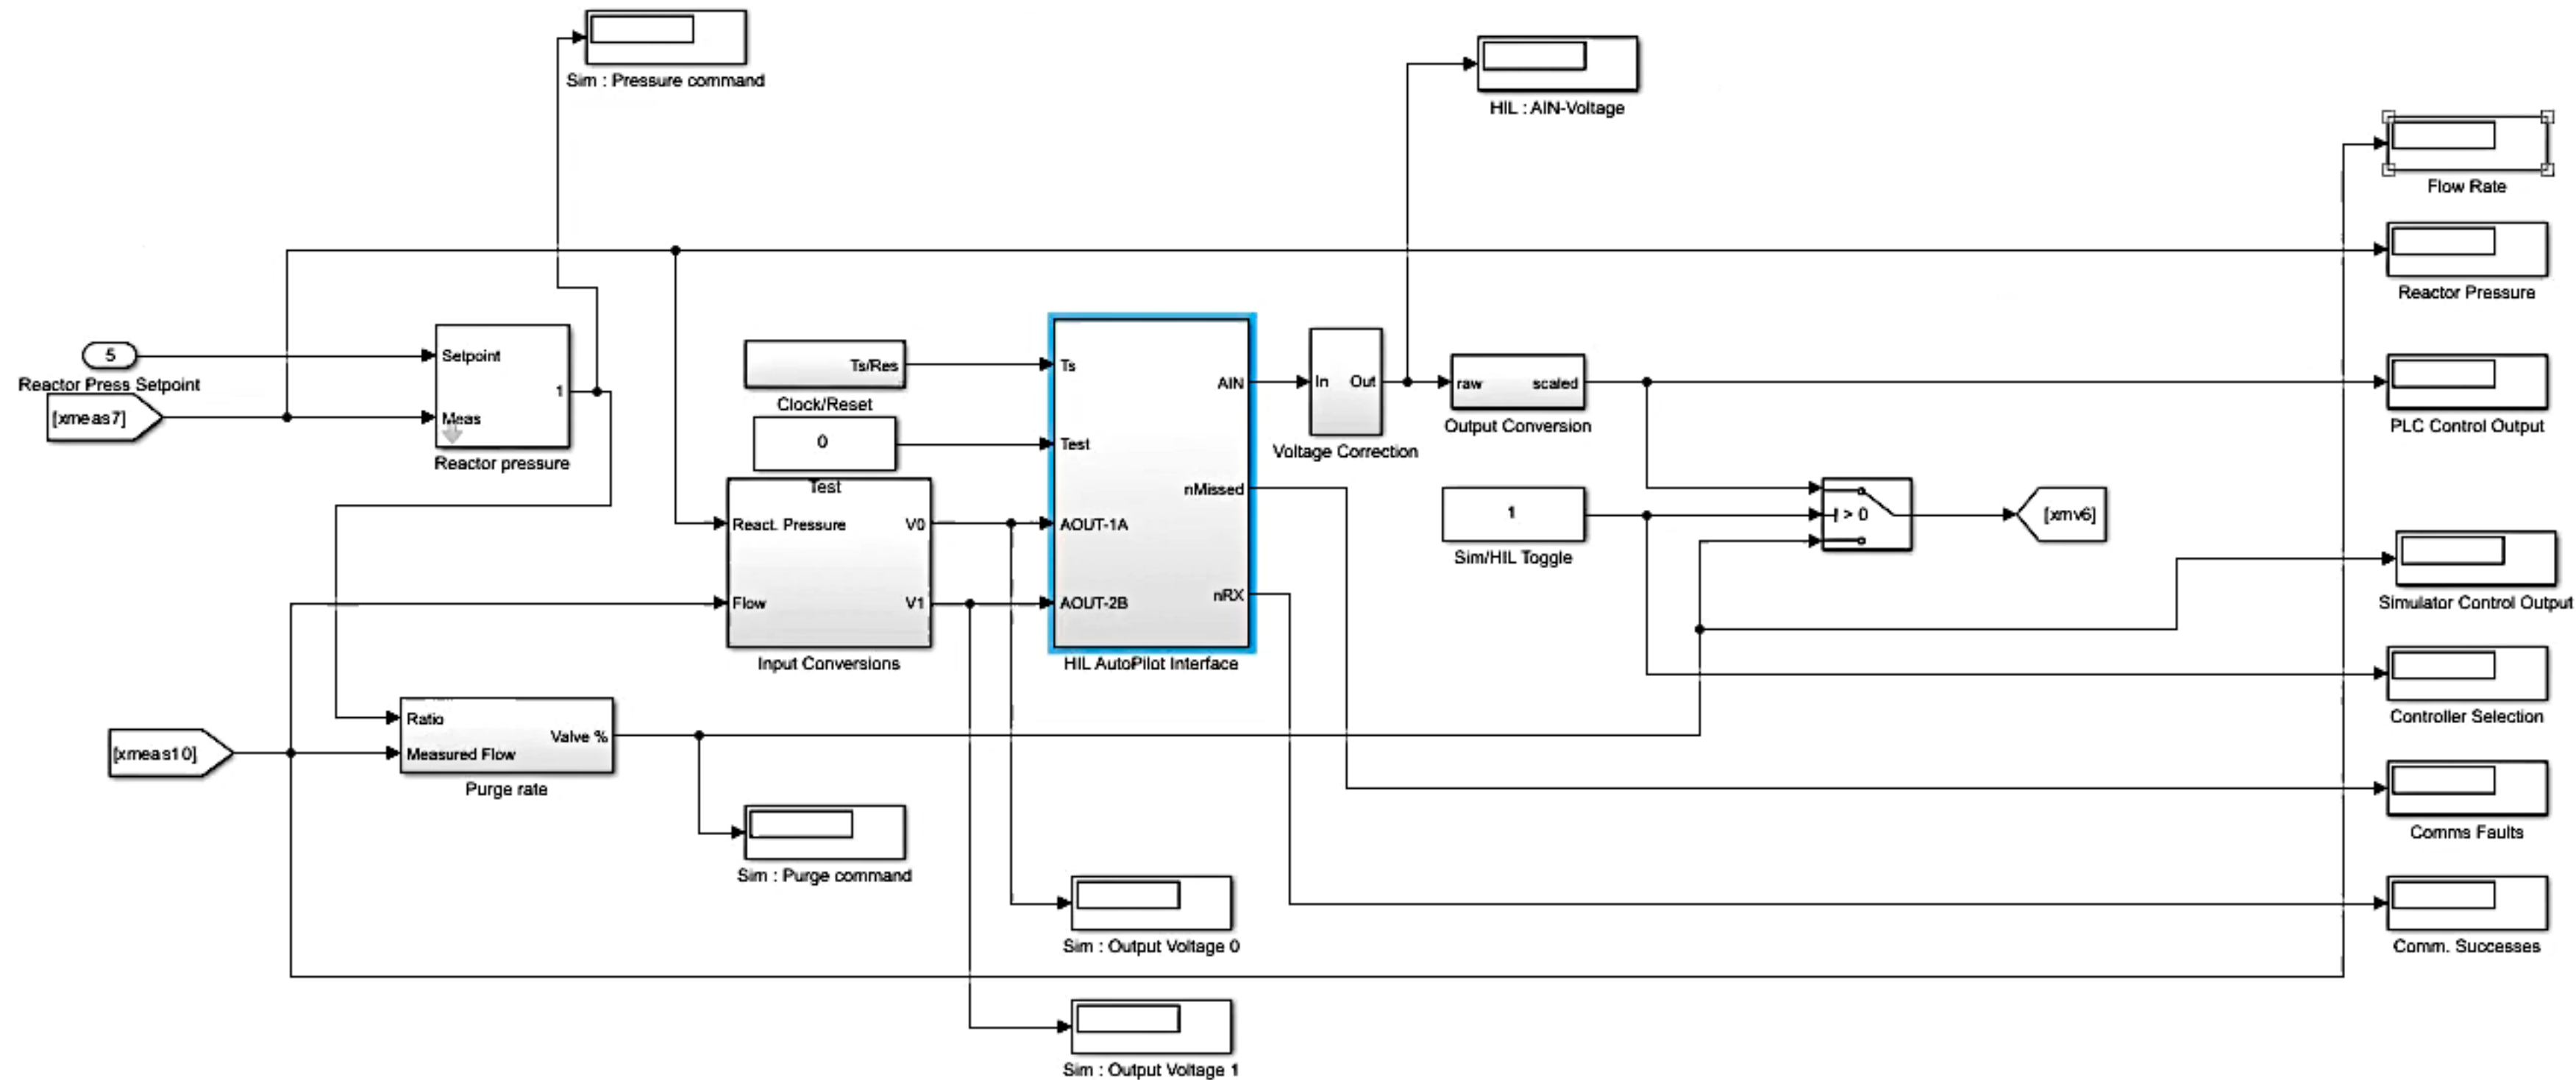 Sim : Pressure command
HIL : AIN-Voltage
Flow Rate
Reactor Pressure
5
Reactor Press Setpoint
[xmeas7]
Setpoint
1
Meas
Reactor pressure
Ts/Res
Clock/Reset
0
Test
React. Pressure
V0
Flow
V1
Input Conversions
Ts
AIN
Test
nMissed
AOUT-1A
nRX
AOUT-2B
HIL AutoPilot Interface
In Out
Voltage Correction
raw scaled
Output Conversion
PLC Control Output
1
Sim/HIL Toggle
> 0
[xmv6]
Simulator Control Output
Controller Selection
[xmeas10]
Ratio
Valve %
Measured Flow
Purge rate
Sim : Purge command
Comms Faults
Sim : Output Voltage 0
Comm. Successes
Sim : Output Voltage 1